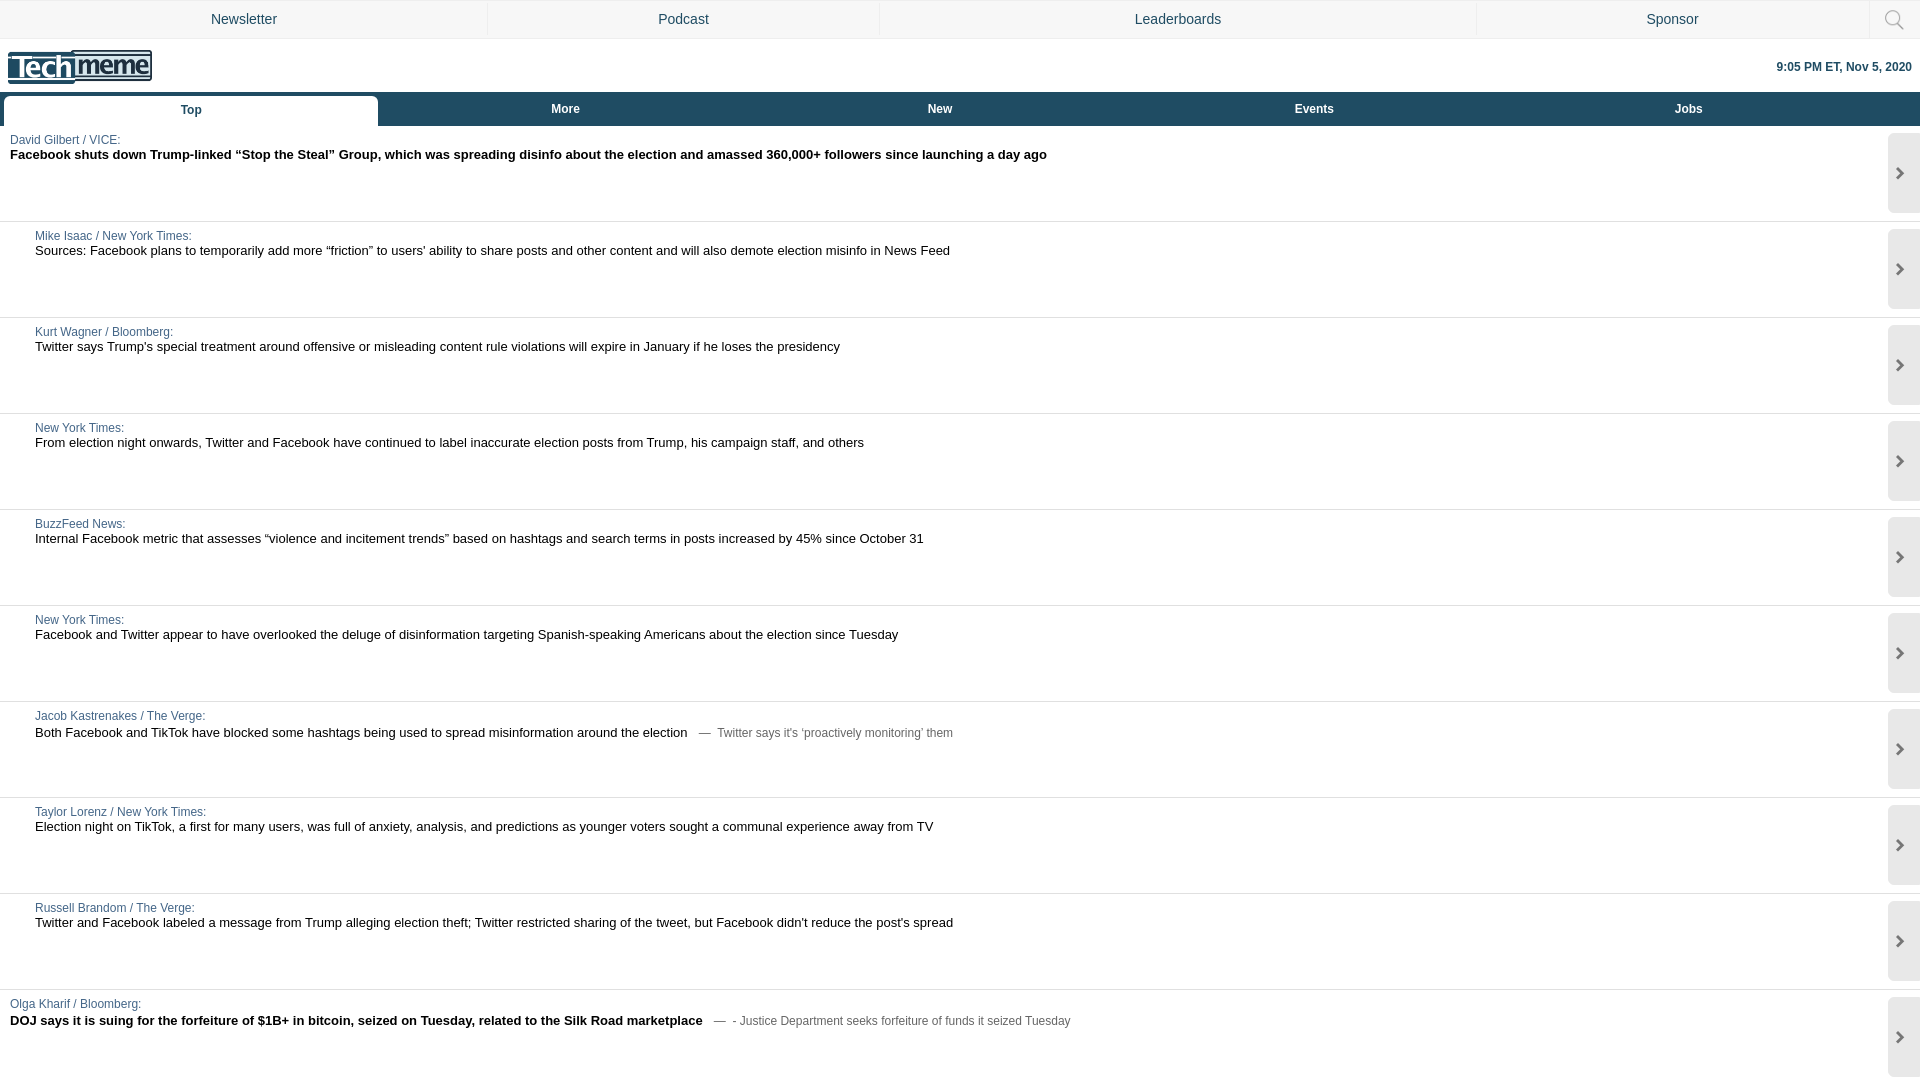 Newsletter
Podcast
Leaderboards
Sponsor
Techmeme
9:05 PM ET, Nov 5, 2020
Top
More
New
Events
Jobs
David Gilbert / VICE:
Facebook shuts down Trump-linked “Stop the Steal” Group, which was spreading disinfo about the election and amassed 360,000+ followers since launching a day ago
Mike Isaac / New York Times:
Sources: Facebook plans to temporarily add more “friction” to users' ability to share posts and other content and will also demote election misinfo in News Feed
Kurt Wagner / Bloomberg:
Twitter says Trump's special treatment around offensive or misleading content rule violations will expire in January if he loses the presidency
New York Times:
From election night onwards, Twitter and Facebook have continued to label inaccurate election posts from Trump, his campaign staff, and others
BuzzFeed News:
Internal Facebook metric that assesses “violence and incitement trends” based on hashtags and search terms in posts increased by 45% since October 31
New York Times:
Facebook and Twitter appear to have overlooked the deluge of disinformation targeting Spanish-speaking Americans about the election since Tuesday
Jacob Kastrenakes / The Verge:
Both Facebook and TikTok have blocked some hashtags being used to spread misinformation around the election — Twitter says it's ‘proactively monitoring’ them
Taylor Lorenz / New York Times:
Election night on TikTok, a first for many users, was full of anxiety, analysis, and predictions as younger voters sought a communal experience away from TV
Russell Brandom / The Verge:
Twitter and Facebook labeled a message from Trump alleging election theft; Twitter restricted sharing of the tweet, but Facebook didn't reduce the post's spread
Olga Kharif / Bloomberg:
DOJ says it is suing for the forfeiture of $1B+ in bitcoin, seized on Tuesday, related to the Silk Road marketplace — - Justice Department seeks forfeiture of funds it seized Tuesday